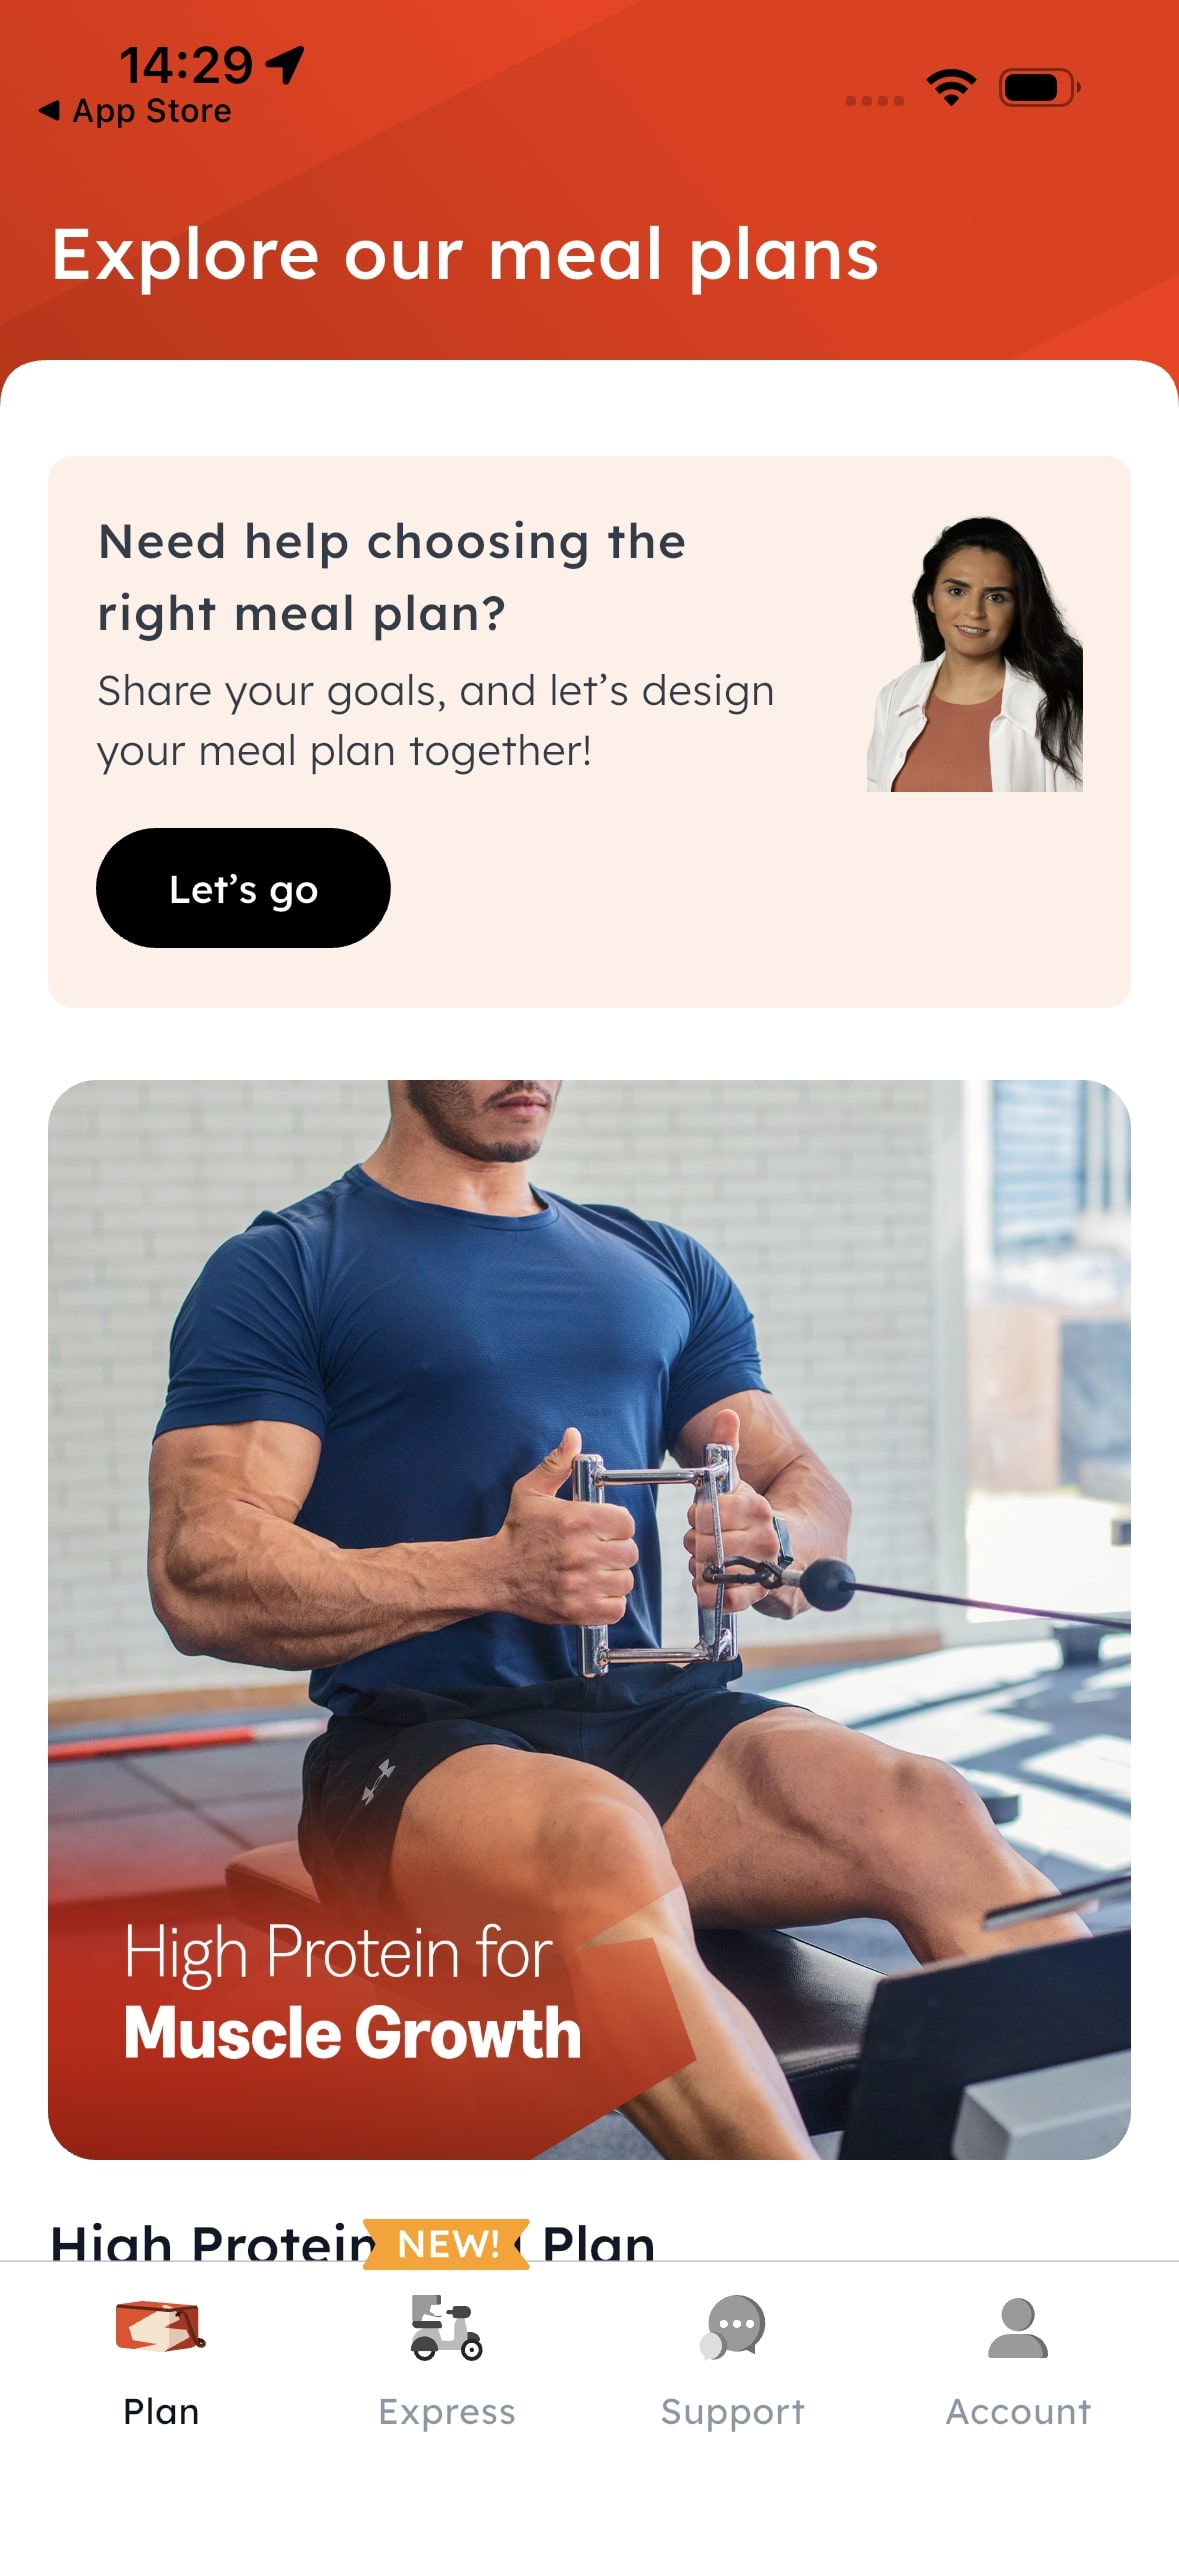 14:29
App Store
Explore our meal plans
Need help choosing the
right meal plan?
Share your goals, and let’s design
your meal plan together!
Let’s go
High Protein for
Muscle Growth
High Protein Plan
NEW!
Plan
Express
Support
Account